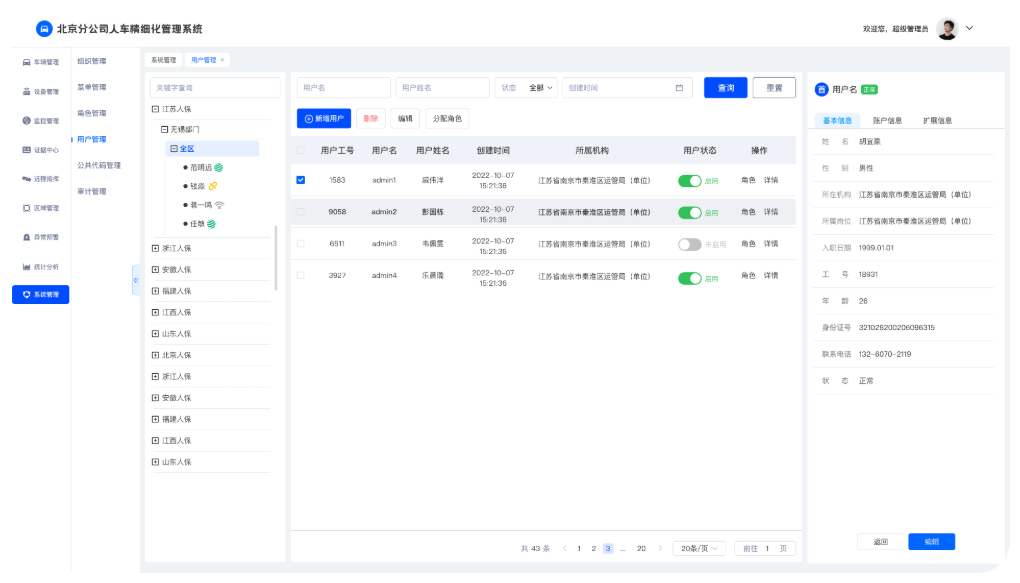 北京分公司人车精细化管理系统
欢迎您，超级管理员
车辆管理
设备管理
监控管理
证据中心
远程指挥
区域管理
异常预警
统计分析
系统管理
组织管理
菜单管理
角色管理
用户管理
公共代码管理
审计管理
系统管理 用户管理 ×
关键字查询
江苏人保
无锡部门
全区
范明远
钱淼
蒋一鸣
任敏
浙江人保
安徽人保
福建人保
江西人保
山东人保
北京人保
浙江人保
安徽人保
福建人保
江西人保
山东人保
用户名 用户姓名 状态 全部 创建时间 查询 重置
新增用户 删除 编辑 分配角色
用户工号 用户名 用户姓名 创建时间 所属机构 用户状态 操作
1583 admin1 戚伟洋 2022-10-07 15:21:36 江苏省南京市秦淮区运管局（单位） 启用 角色 详情
9058 admin2 彭国栋 2022-10-07 15:21:36 江苏省南京市秦淮区运管局（单位） 启用 角色 详情
6511 admin3 韦佩雯 2022-10-07 15:21:36 江苏省南京市秦淮区运管局（单位） 未启用 角色 详情
3927 admin4 乐晨璐 2022-10-07 15:21:36 江苏省南京市秦淮区运管局（单位） 启用 角色 详情
共 43 条 1 2 3 ... 20 20条/页 前往 1 页
用户名 正常
基本信息 账户信息 扩展信息
姓 名 胡宜栗
性 别 男性
所在机构 江苏省南京市秦淮区运管局（单位）
所属岗位 江苏省南京市秦淮区运管局（单位）
入职日期 1999.01.01
工 号 18931
年 龄 26
身份证号 321025200206096315
联系电话 132-6070-2119
状 态 正常
返回 编辑